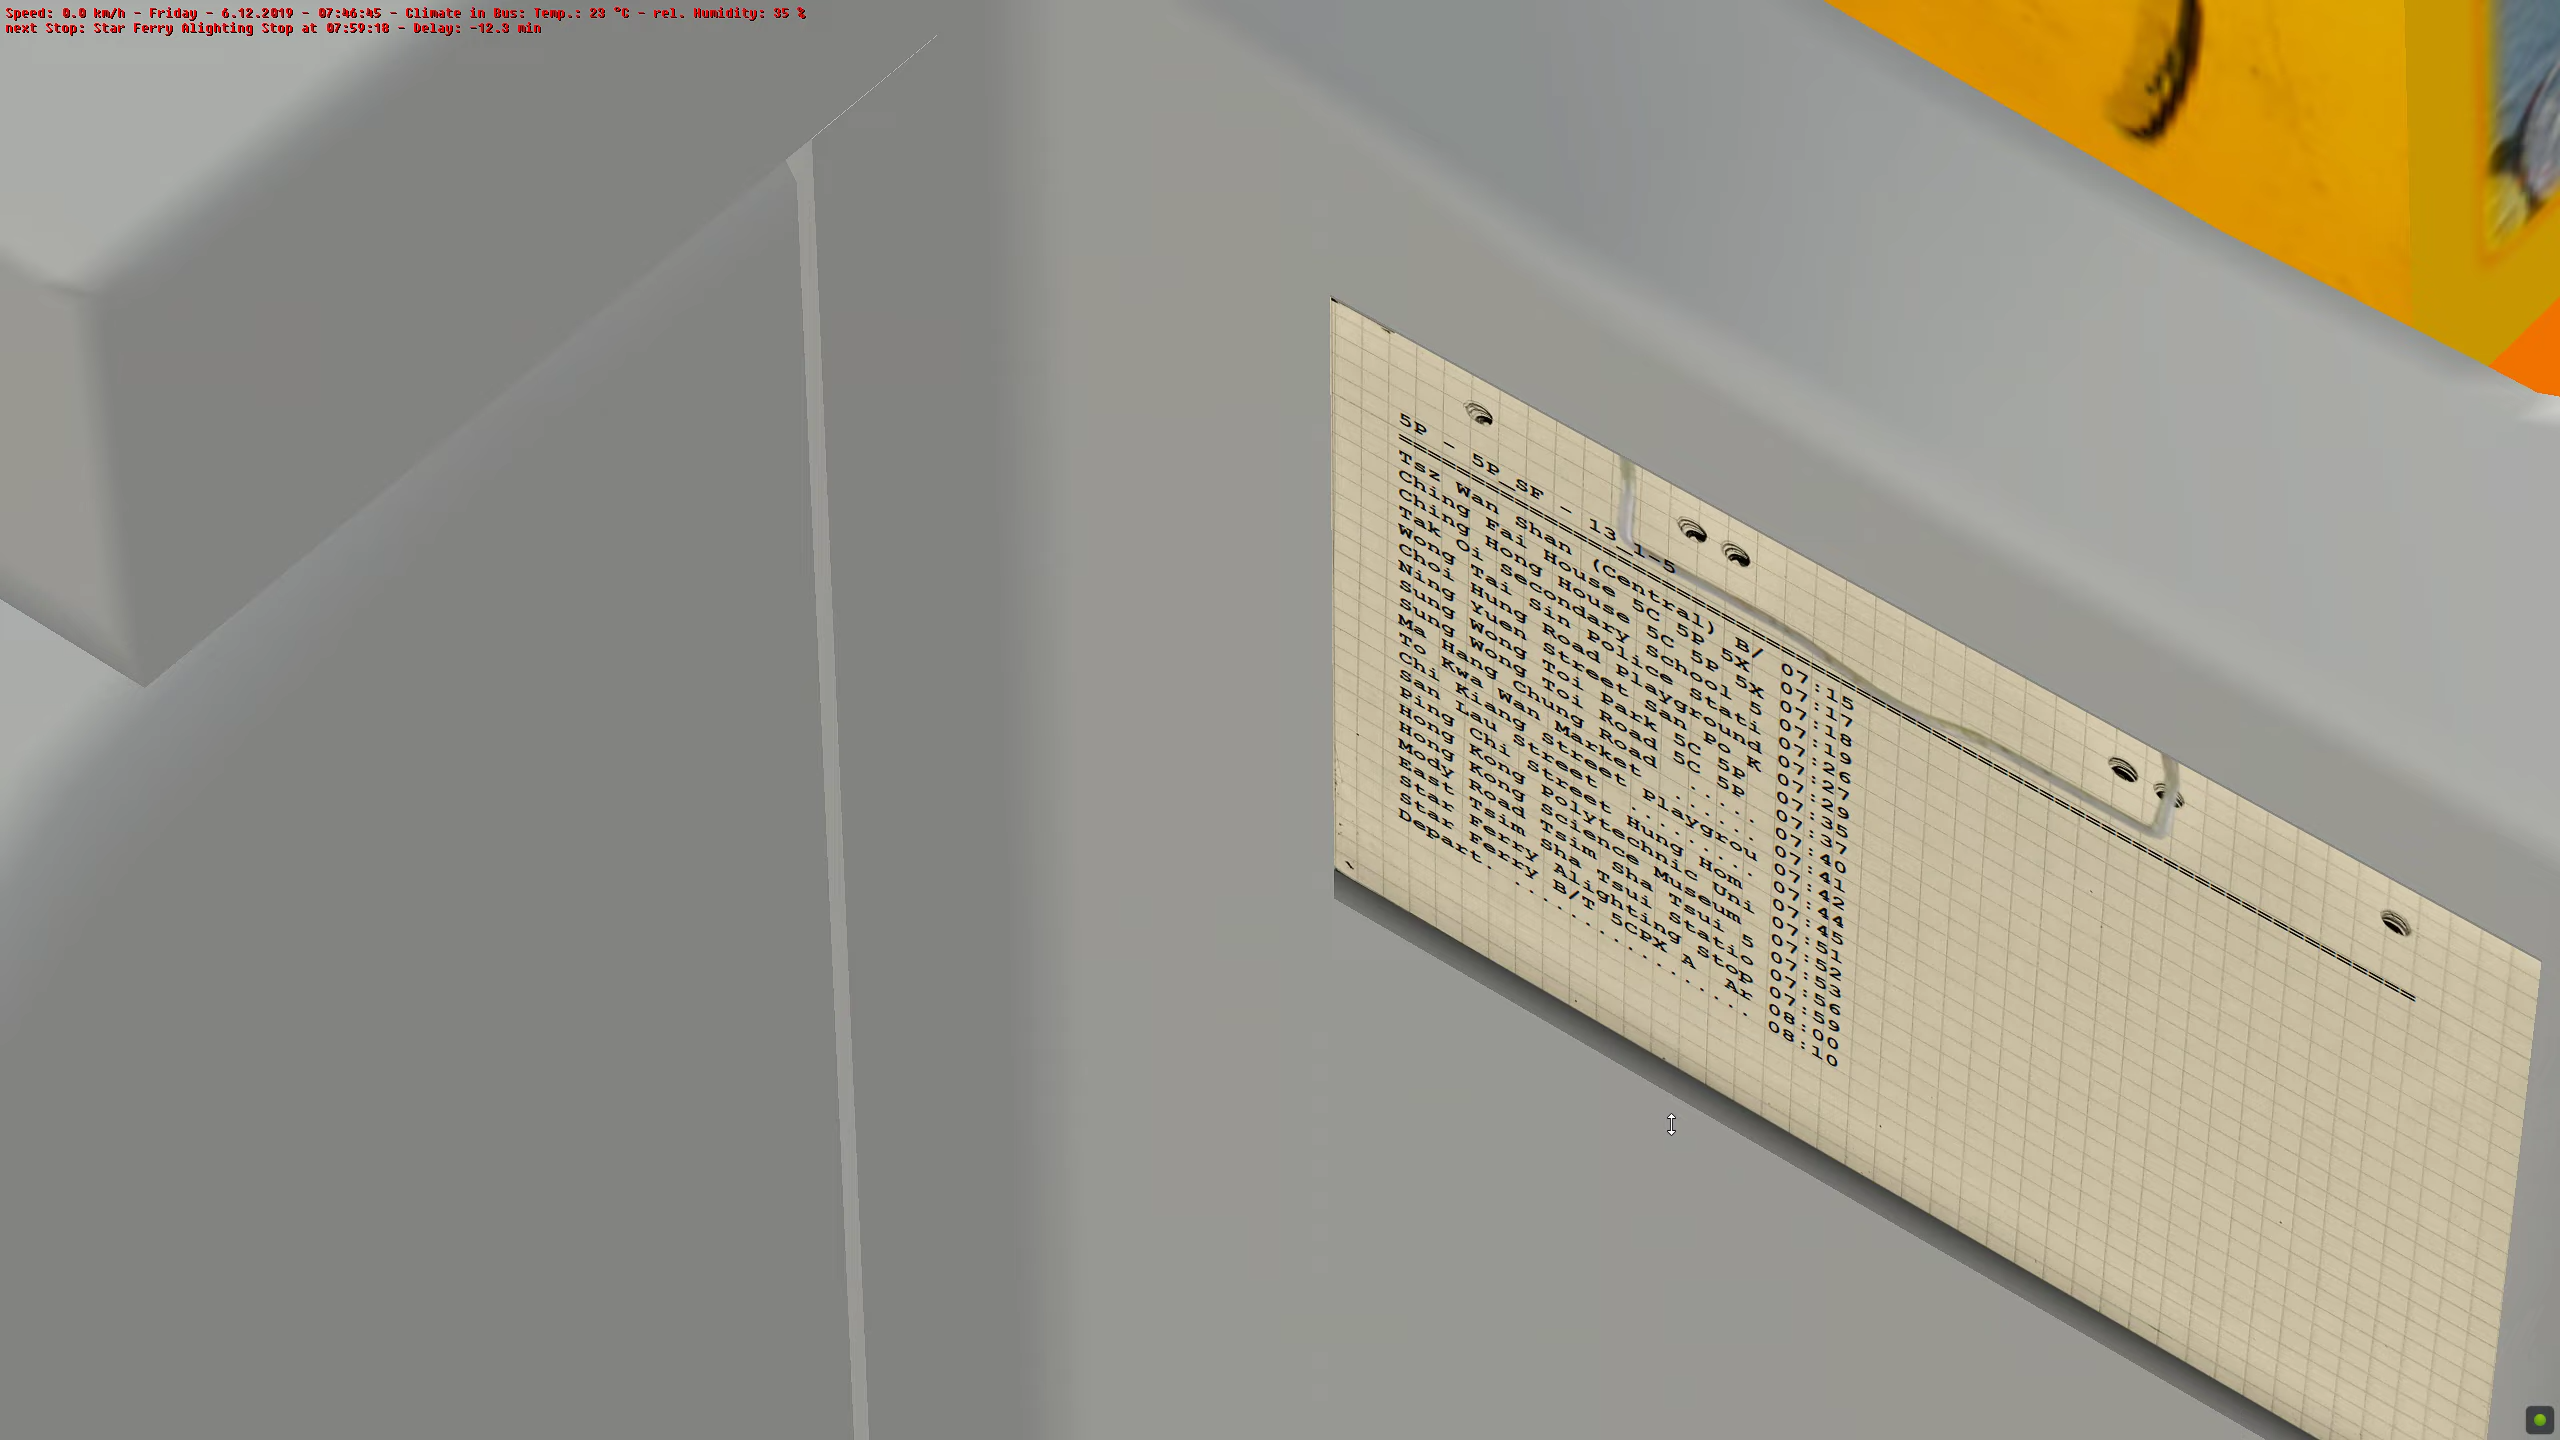 Speed: 0.0 km/h - Friday - 6.12.2019 - 07:46:45 - Climate in Bus: Temp.: 23 °C - rel. Humidity: 35 %
next Stop: Star Ferry Alighting Stop at 07:59:18 - Delay: -12.3 min
5P - 5P_SF - 13_1-5
Tsz Wan Shan (Central) B/ 07:15
Ching Fai House 5C 5P 5X 07:17
Ching Hong House 5C 5P 5X 07:18
Tak Oi Secondary School 5 07:19
Wong Tai Sin Police Stati 07:26
Choi Hung Road Playground 07:27
Ning Yuen Street San Po K 07:29
Sung Wong Toi Park 5C 5P 07:35
Sung Wong Toi Road 5C 5P 07:37
Ma Hang Chung Road ...... 07:40
To Kwa Wan Market ....... 07:41
Chi Kiang Street Playgrou 07:42
San Lau Street .......... 07:44
Ping Chi Street Hung Hom 07:45
Hong Kong Polytechnic Uni 07:51
Hong Kong Science Museum 07:52
Mody Road Tsim Sha Tsui 5 07:53
East Tsim Sha Tsui Statio 07:56
Star Ferry Alighting Stop 07:59
Star Ferry B/T 5CPX A Ar 08:00
Depart.................. 08:10